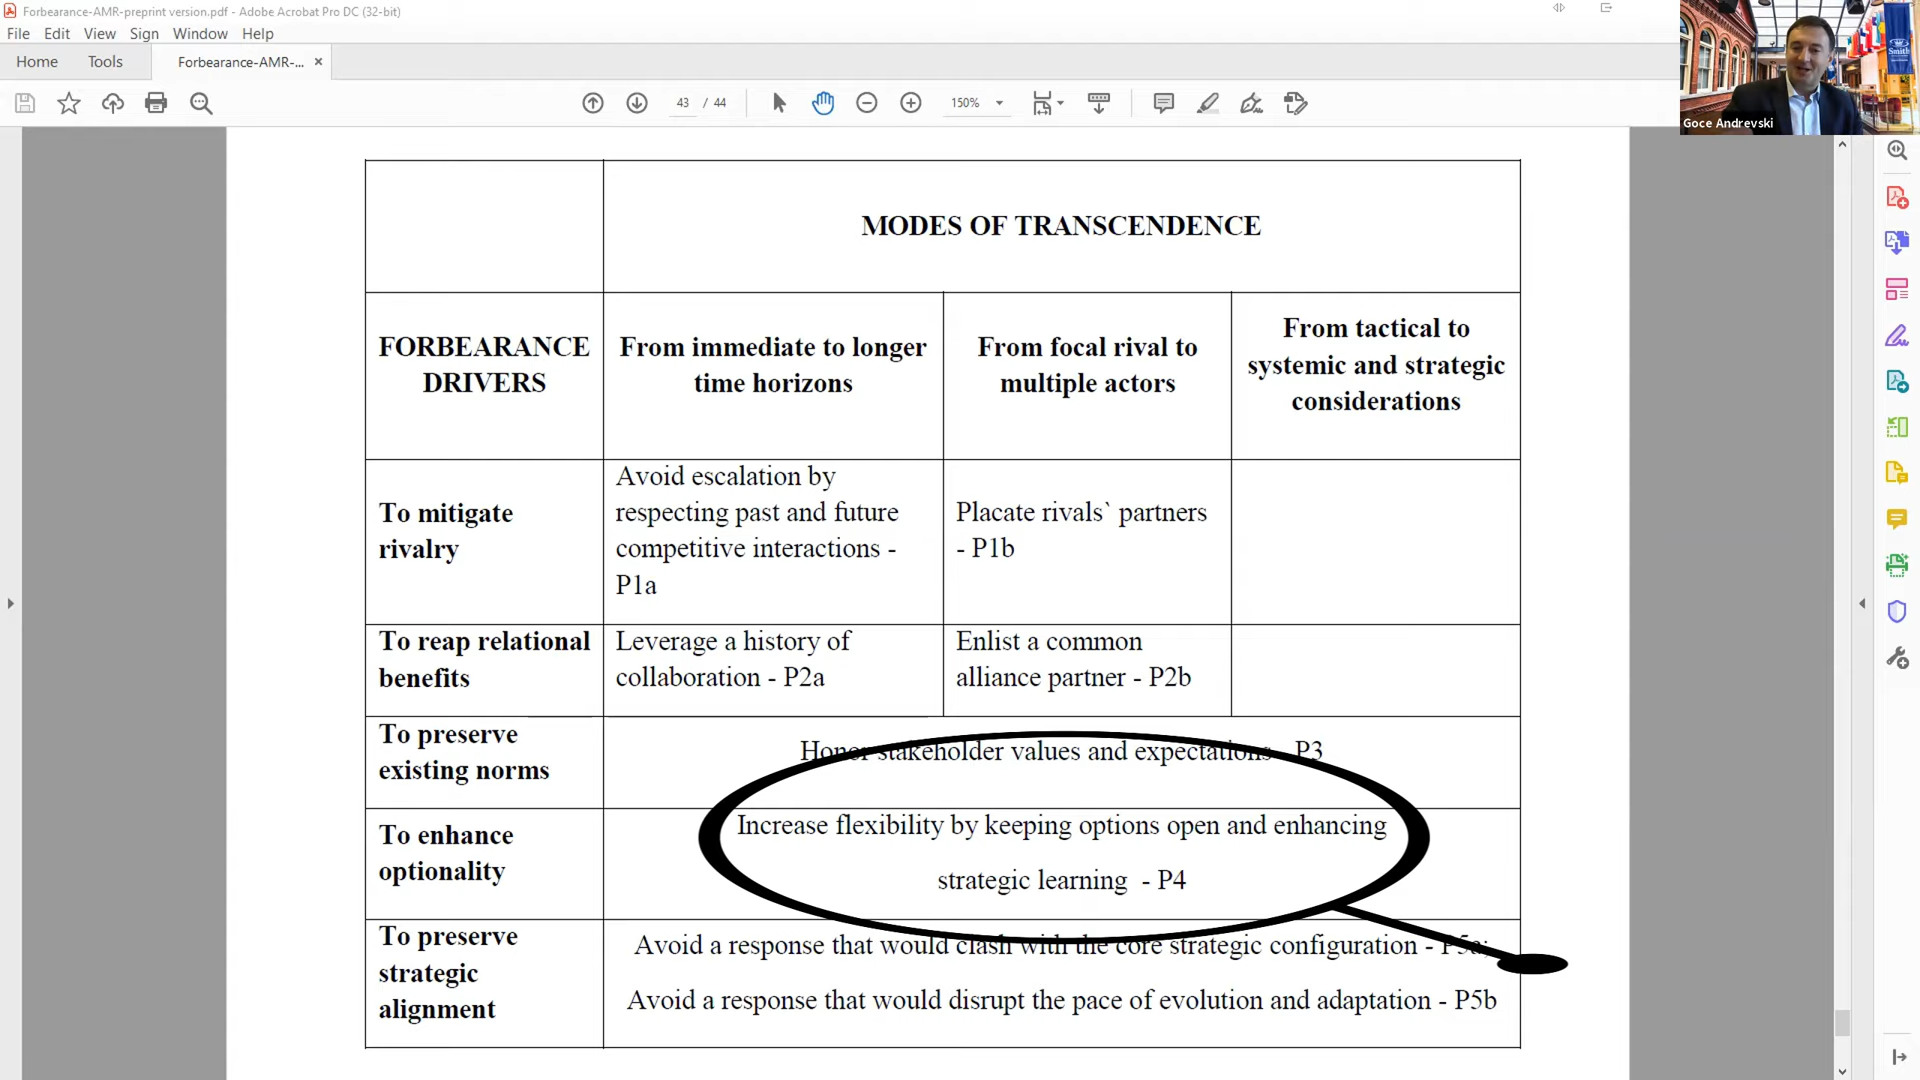 Forbearance-AMR-preprint version.pdf - Adobe Acrobat Pro DC (32-bit)
File Edit View Sign Window Help
Home Tools Forbearance-AMR-... ×
43 / 44 150%
Smith
Goce Andrevski
MODES OF TRANSCENDENCE
FORBEARANCE
DRIVERS
From immediate to longer
time horizons
From focal rival to
multiple actors
From tactical to
systemic and strategic
considerations
To mitigate
rivalry
Avoid escalation by
respecting past and future
competitive interactions -
P1a
Placate rivals` partners
- P1b
To reap relational
benefits
Leverage a history of
collaboration - P2a
Enlist a common
alliance partner - P2b
To preserve
existing norms
Honor stakeholder values and expectations - P3
To enhance
optionality
Increase flexibility by keeping options open and enhancing
strategic learning - P4
To preserve
strategic
alignment
Avoid a response that would clash with the core strategic configuration - P5a;
Avoid a response that would disrupt the pace of evolution and adaptation - P5b